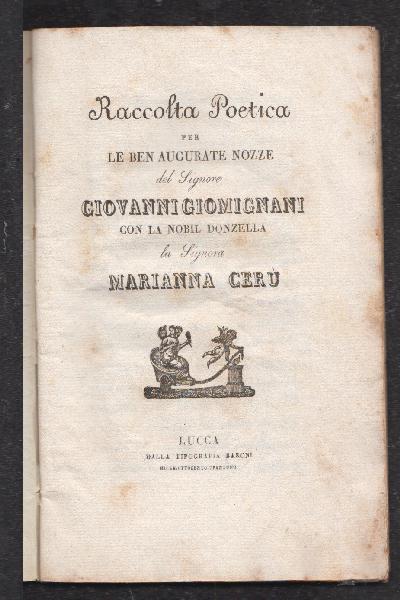 Raccolta Poetica
PER
LE BEN AUGURATE NOZZE
del Signore
GIOVANNI GIOMIGNANI
CON LA NOBIL DONZELLA
la Signora
MARIANNA CERÙ
LUCCA
DALLA TIPOGRAFIA BARONI